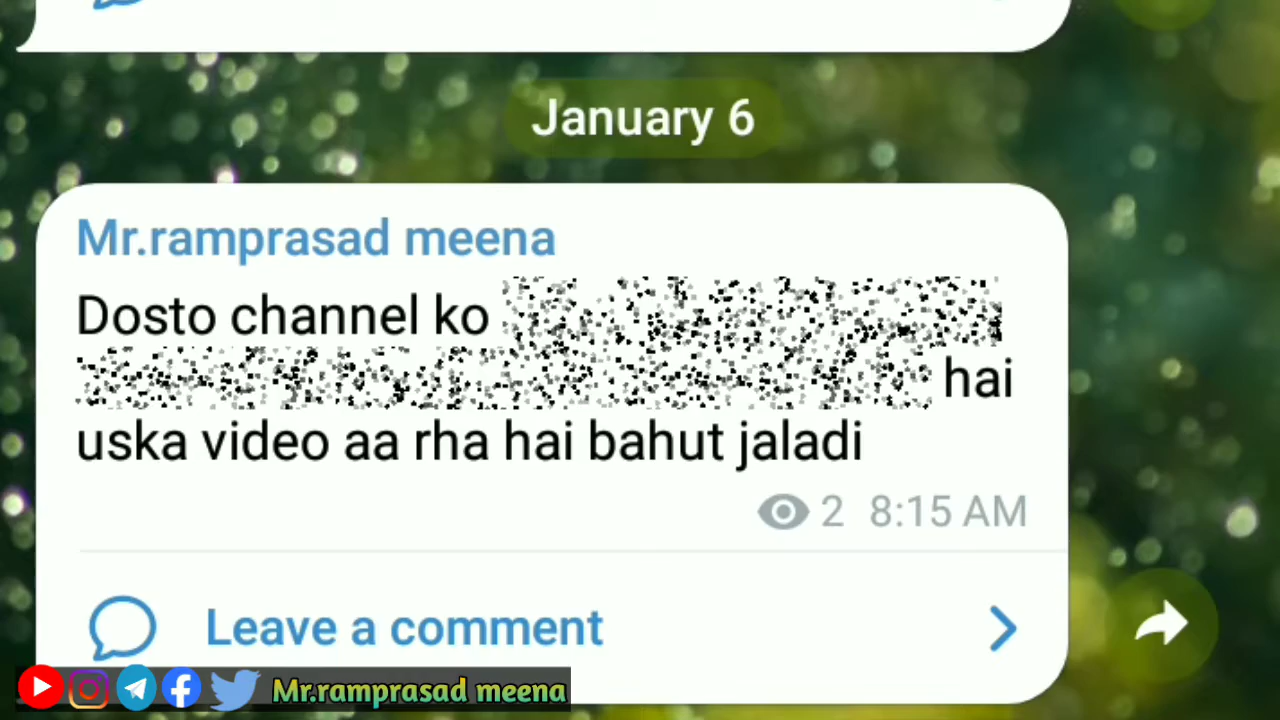 January 6
Mr.ramprasad meena
Dosto channel ko
hai
uska video aa rha hai bahut jaladi
2 8:15 AM
Leave a comment
Mr.ramprasad meena